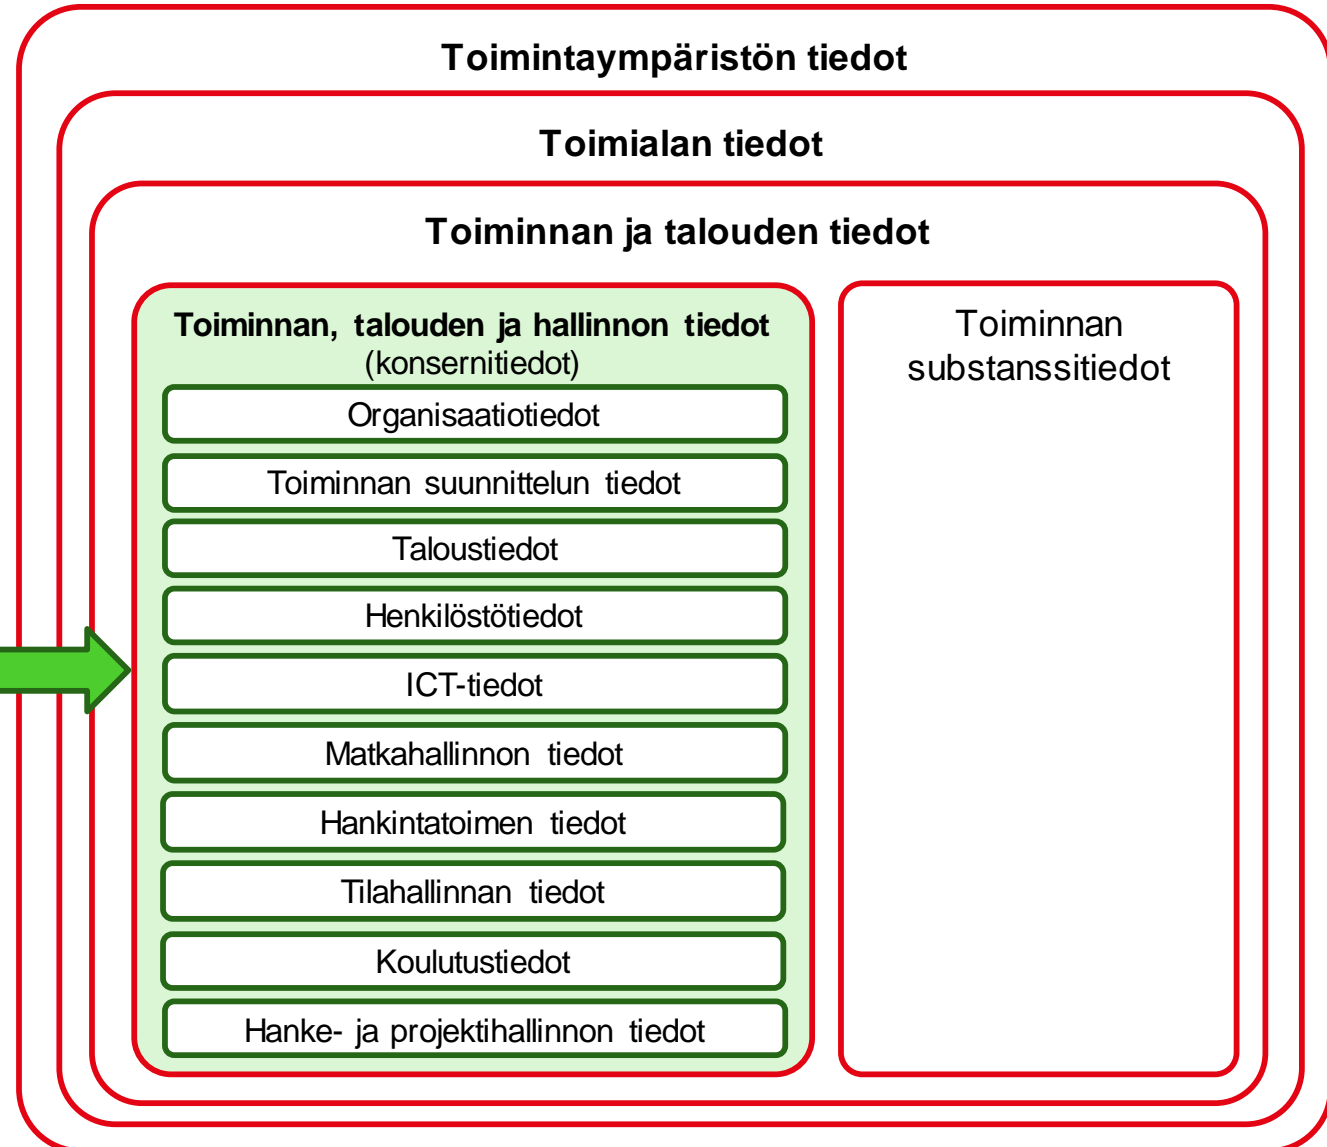 Toimintaympäristön tiedot
Toimialan tiedot
Toiminnan ja talouden tiedot
Toiminnan, talouden ja hallinnon tiedot
(konsernitiedot)
Organisaatiotiedot
Toiminnan suunnittelun tiedot
Taloustiedot
Henkilöstötiedot
ICT-tiedot
Matkahallinnon tiedot
Hankintatoimen tiedot
Tilahallinnan tiedot
Koulutustiedot
Hanke- ja projektihallinnon tiedot
Toiminnan
substanssitiedot